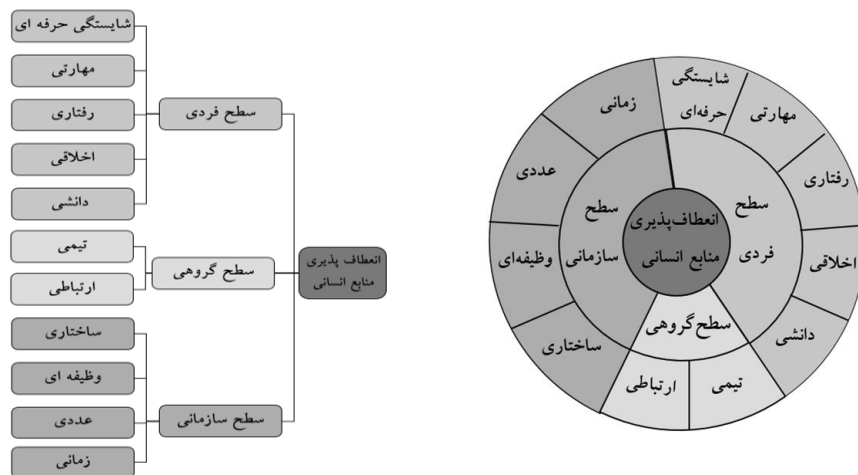 شایستگی حرفه ای
مهارتی
رفتاری
اخلاقی
دانشی
تیمی
ارتباطی
ساختاری
وظیفه ای
عددی
زمانی
سطح فردی
سطح گروهی
سطح سازمانی
انعطاف پذیری
منابع انسانی
شایستگی
حرفه‌ای
مهارتی
رفتاری
اخلاقی
دانشی
تیمی
ارتباطی
ساختاری
وظیفه‌ای
عددی
زمانی
سطح
فردی
سطح گروهی
سطح
سازمانی
انعطاف‌پذیری
منابع انسانی